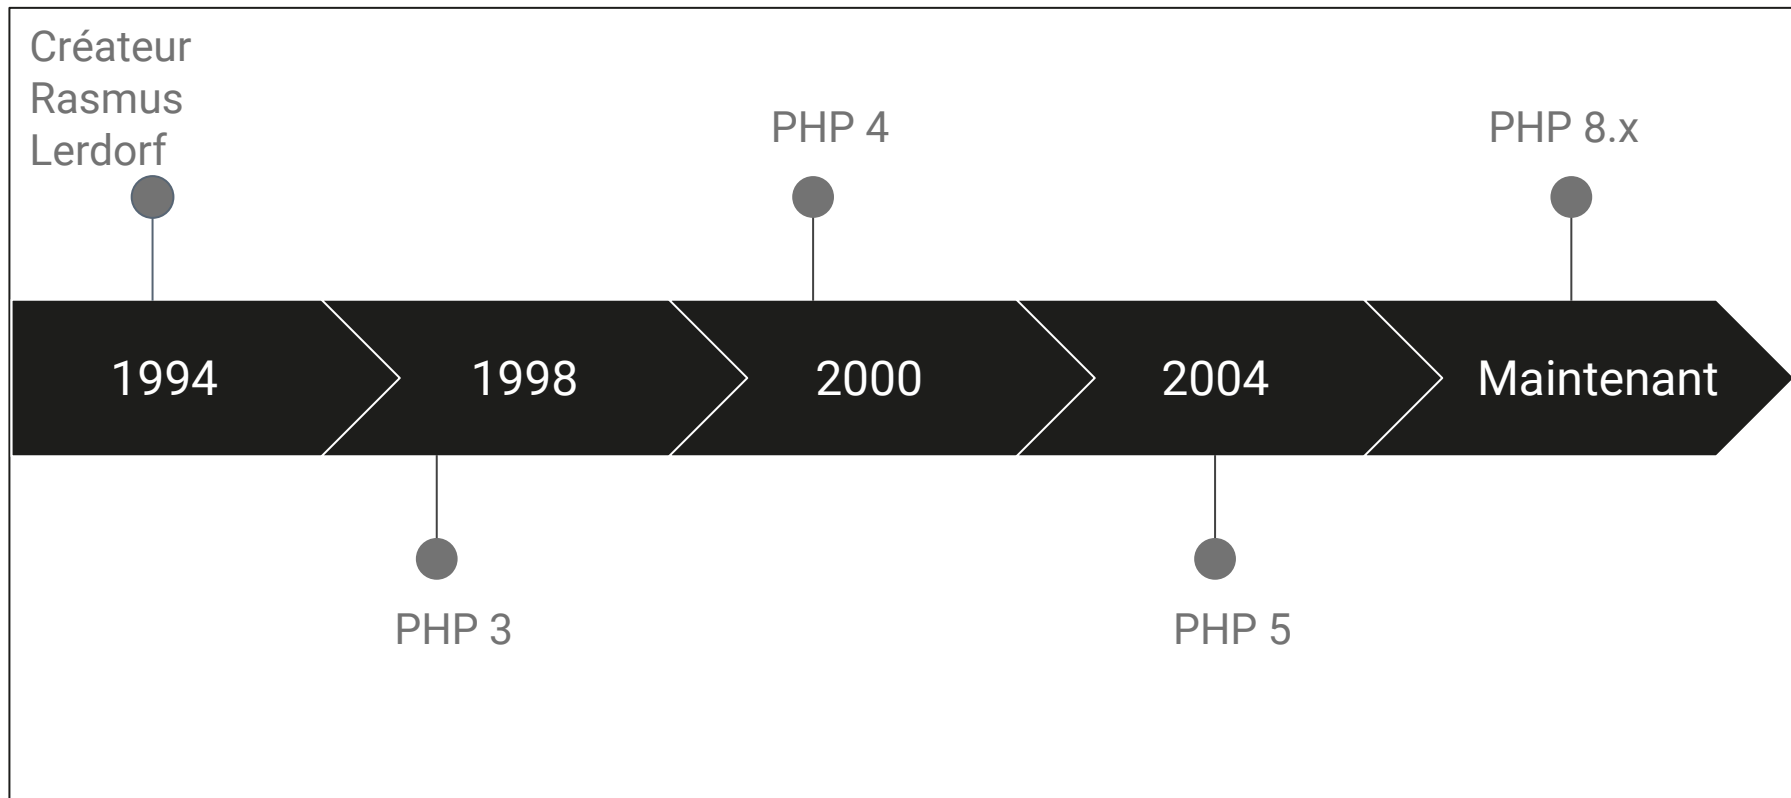 Créateur
Rasmus
Lerdorf
PHP 4
PHP 8.x
1994
1998
2000
2004
Maintenant
PHP 3
PHP 5